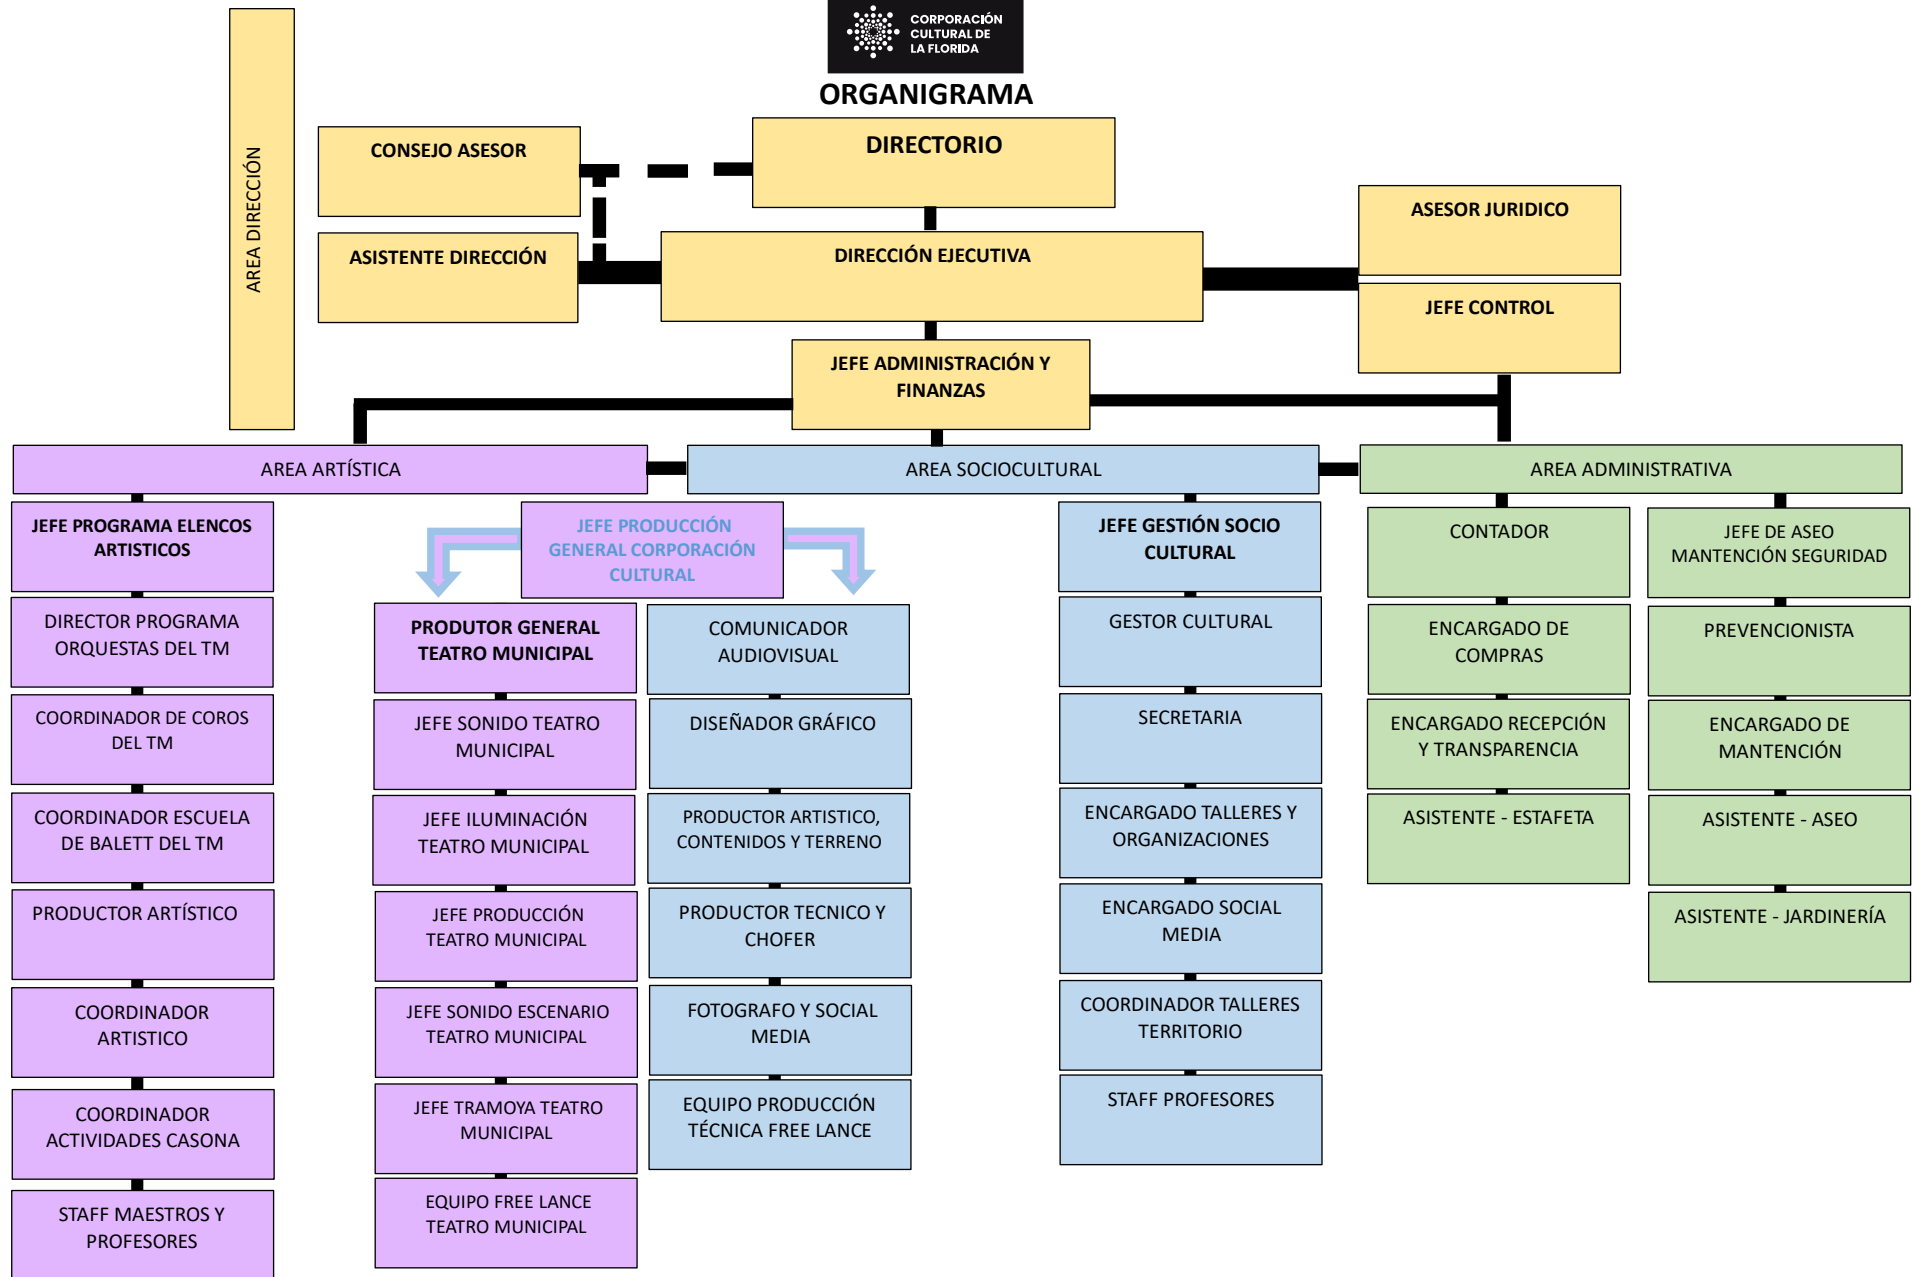 CORPORACIÓN
CULTURAL DE
LA FLORIDA
ORGANIGRAMA
AREA DIRECCIÓN
CONSEJO ASESOR
DIRECTORIO
ASESOR JURIDICO
ASISTENTE DIRECCIÓN
DIRECCIÓN EJECUTIVA
JEFE CONTROL
JEFE ADMINISTRACIÓN Y
FINANZAS
AREA ARTÍSTICA
AREA SOCIOCULTURAL
AREA ADMINISTRATIVA
JEFE PROGRAMA ELENCOS
ARTISTICOS
DIRECTOR PROGRAMA
ORQUESTAS DEL TM
COORDINADOR DE COROS
DEL TM
COORDINADOR ESCUELA
DE BALETT DEL TM
PRODUCTOR ARTÍSTICO
COORDINADOR
ARTISTICO
COORDINADOR
ACTIVIDADES CASONA
STAFF MAESTROS Y
PROFESORES
JEFE PRODUCCIÓN
GENERAL CORPORACIÓN
CULTURAL
PRODUTOR GENERAL
TEATRO MUNICIPAL
JEFE SONIDO TEATRO
MUNICIPAL
JEFE ILUMINACIÓN
TEATRO MUNICIPAL
JEFE PRODUCCIÓN
TEATRO MUNICIPAL
JEFE SONIDO ESCENARIO
TEATRO MUNICIPAL
JEFE TRAMOYA TEATRO
MUNICIPAL
EQUIPO FREE LANCE
TEATRO MUNICIPAL
COMUNICADOR
AUDIOVISUAL
DISEÑADOR GRÁFICO
PRODUCTOR ARTISTICO,
CONTENIDOS Y TERRENO
PRODUCTOR TECNICO Y
CHOFER
FOTOGRAFO Y SOCIAL
MEDIA
EQUIPO PRODUCCIÓN
TÉCNICA FREE LANCE
JEFE GESTIÓN SOCIO
CULTURAL
GESTOR CULTURAL
SECRETARIA
ENCARGADO TALLERES Y
ORGANIZACIONES
ENCARGADO SOCIAL
MEDIA
COORDINADOR TALLERES
TERRITORIO
STAFF PROFESORES
CONTADOR
ENCARGADO DE
COMPRAS
ENCARGADO RECEPCIÓN
Y TRANSPARENCIA
ASISTENTE - ESTAFETA
JEFE DE ASEO
MANTENCIÓN SEGURIDAD
PREVENCIONISTA
ENCARGADO DE
MANTENCIÓN
ASISTENTE - ASEO
ASISTENTE - JARDINERÍA